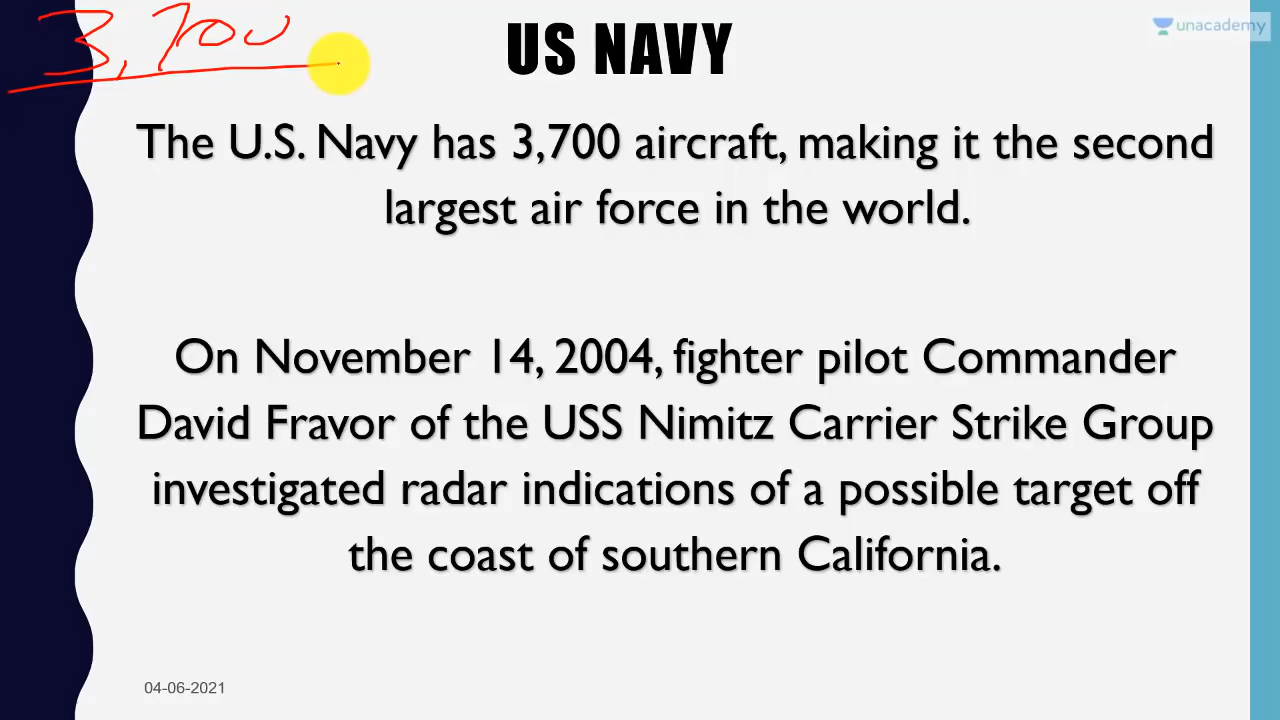 3,700
US NAVY
unacademy
The U.S. Navy has 3,700 aircraft, making it the second
largest air force in the world.
On November 14, 2004, fighter pilot Commander
David Fravor of the USS Nimitz Carrier Strike Group
investigated radar indications of a possible target off
the coast of southern California.
04-06-2021